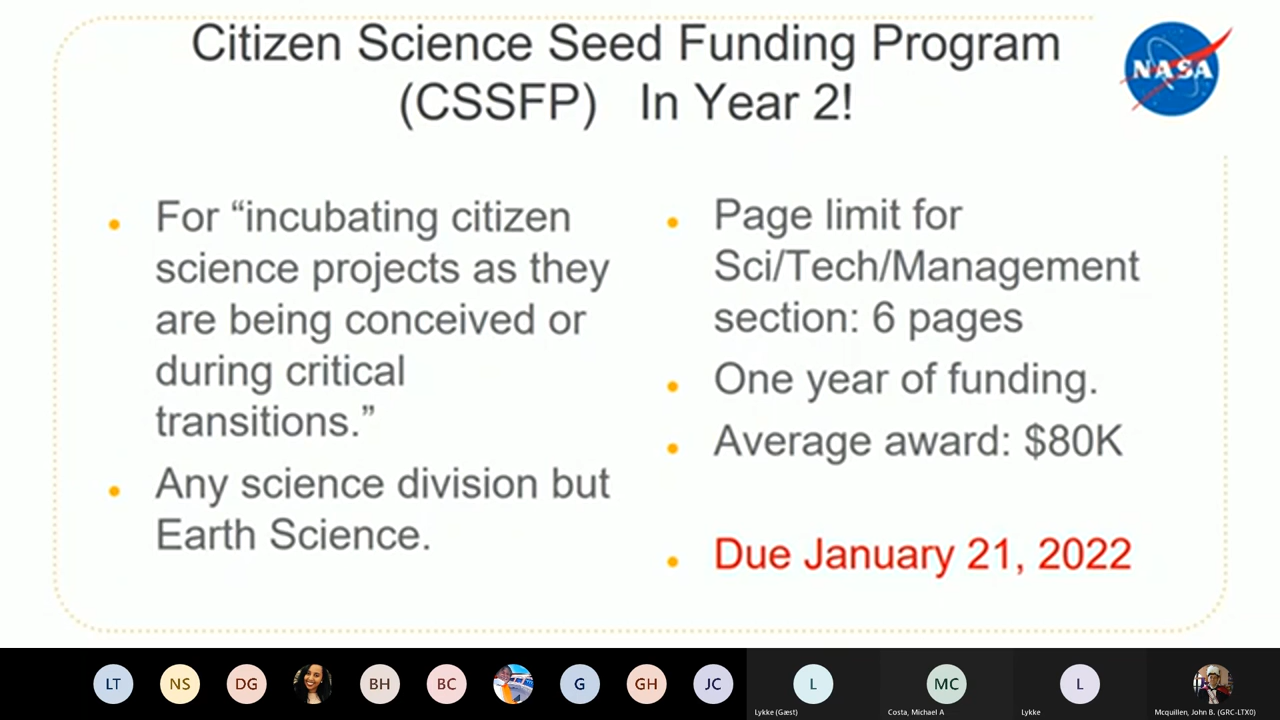 Citizen Science Seed Funding Program
(CSSFP) In Year 2!
NASA
For “incubating citizen
science projects as they
are being conceived or
during critical
transitions.”
Any science division but
Earth Science.
Page limit for
Sci/Tech/Management
section: 6 pages
One year of funding.
Average award: $80K
Due January 21, 2022
LT
NS
DG
BH
BC
G
GH
JC
L
MC
L
Lykke (Gæst)
Costa, Michael A
Lykke
Mcquillen, John B. (GRC-LTX0)